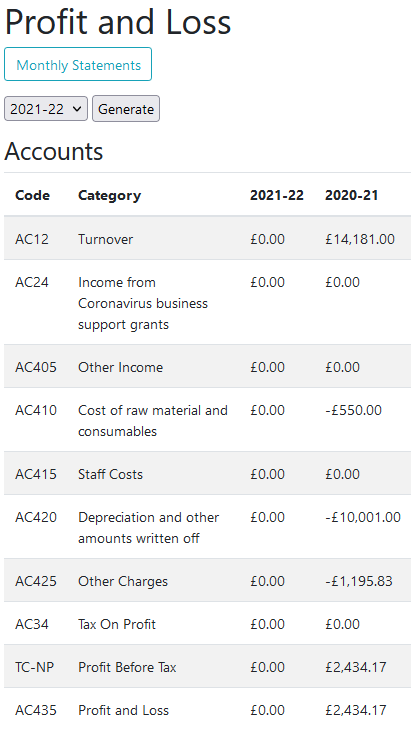 Profit and Loss
Monthly Statements
2021-22 Generate
Accounts
Code Category 2021-22 2020-21
AC12 Turnover £0.00 £14,181.00
AC24 Income from £0.00 £0.00
Coronavirus business
support grants
AC405 Other Income £0.00 £0.00
AC410 Cost of raw material and £0.00 -£550.00
consumables
AC415 Staff Costs £0.00 £0.00
AC420 Depreciation and other £0.00 -£10,001.00
amounts written off
AC425 Other Charges £0.00 -£1,195.83
AC34 Tax On Profit £0.00 £0.00
TC-NP Profit Before Tax £0.00 £2,434.17
AC435 Profit and Loss £0.00 £2,434.17